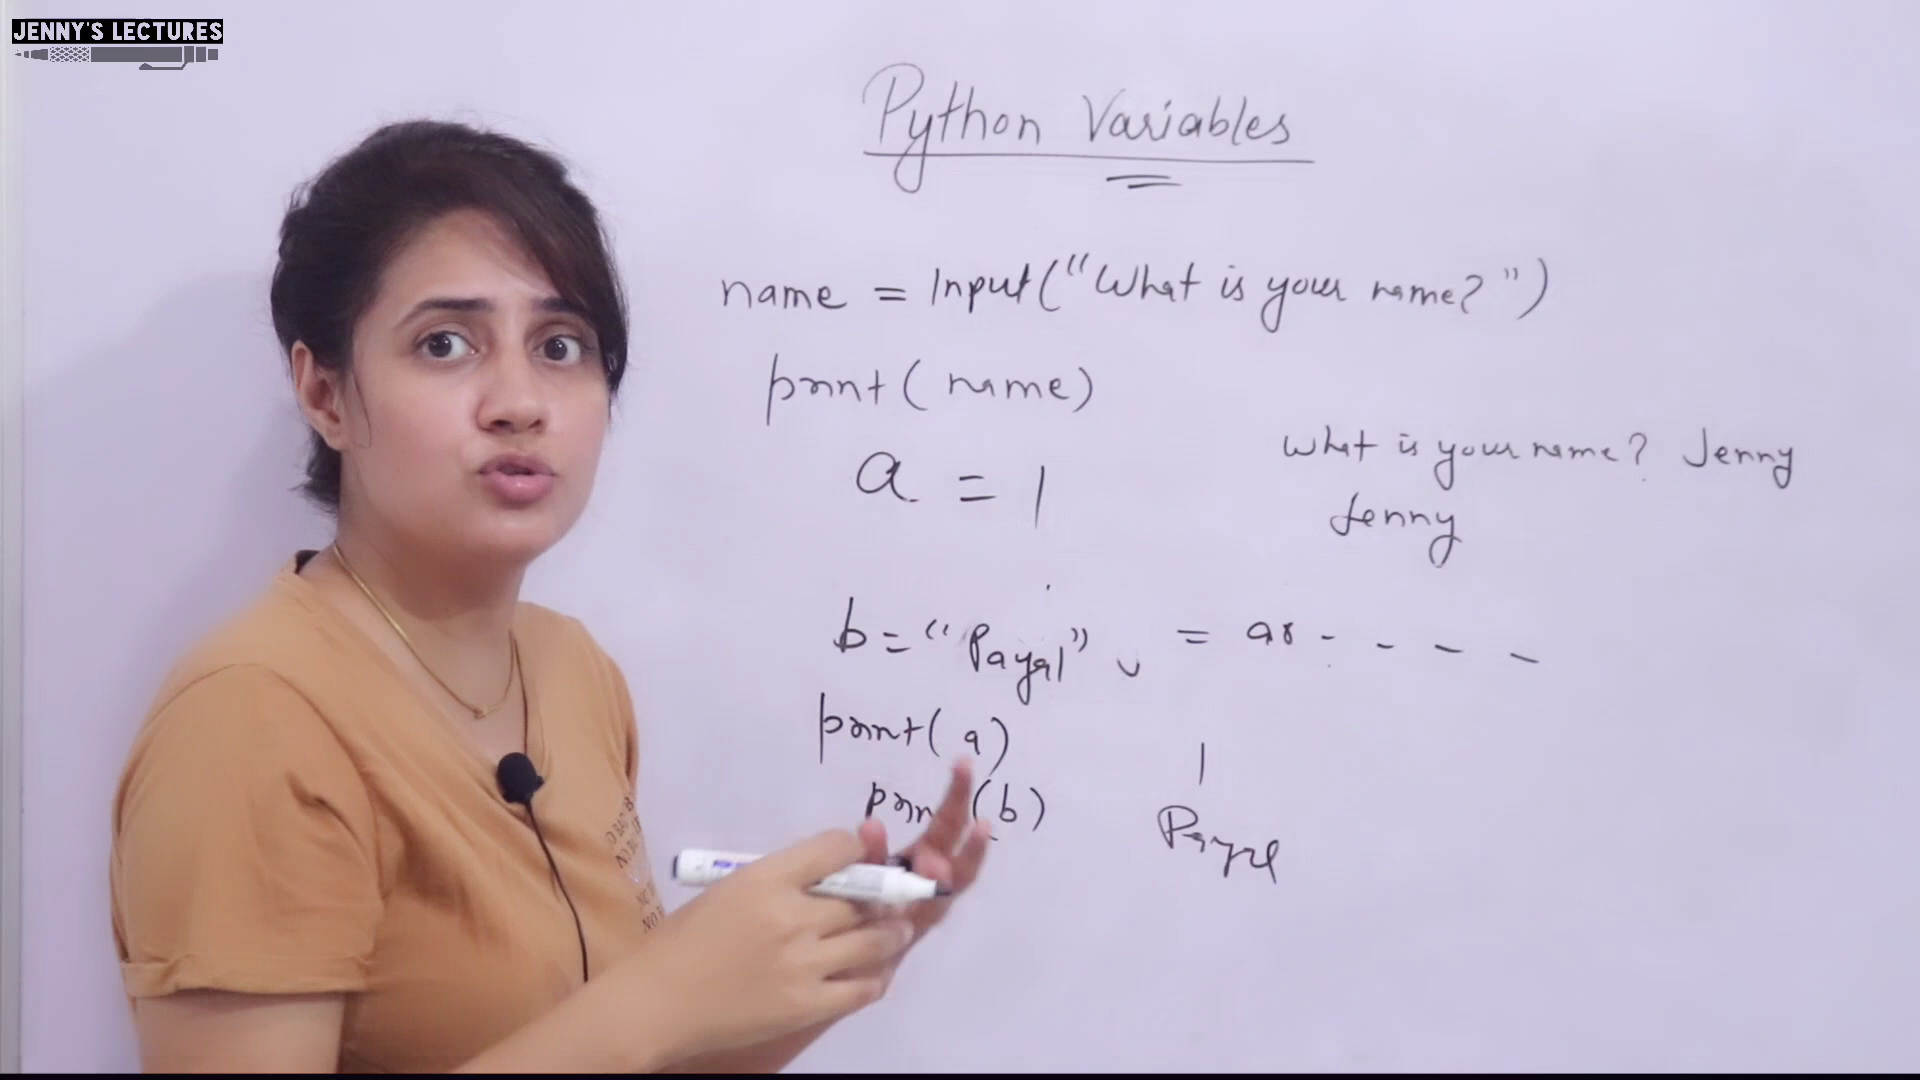 JENNY'S LECTURES
Python Variables
name = Input("What is your name?")
print(name)
a = 1
What is your name? Jenny
Jenny
b = "Payal" = ar - - - -
print(a)
1
print(b)
Payal